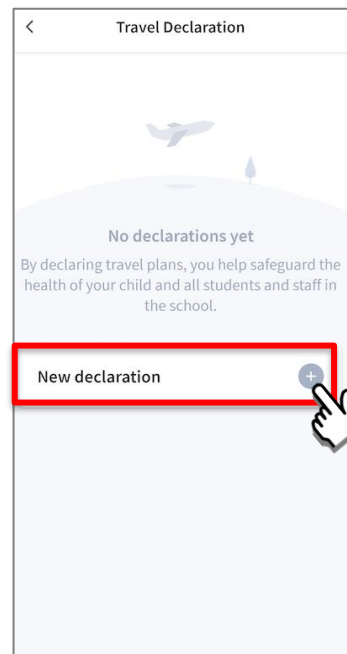 Travel Declaration
No declarations yet
By declaring travel plans, you help safeguard the
health of your child and all students and staff in
the school.
New declaration